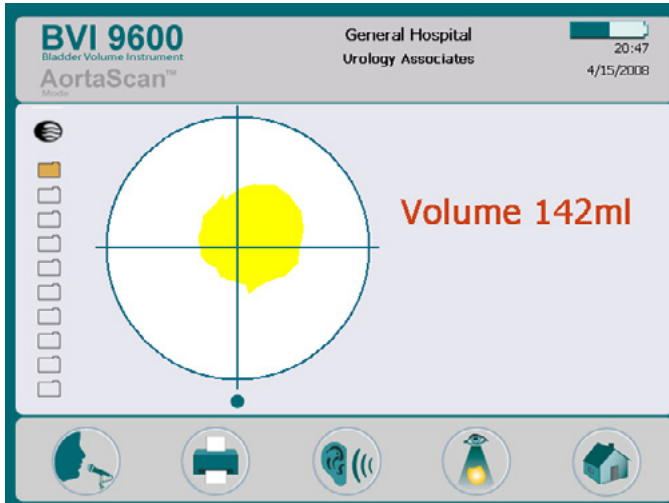 BVI 9600
Bladder Volume Instrument
AortaScan™
Mode
General Hospital
Urology Associates
20:47
4/15/2008
Volume 142ml